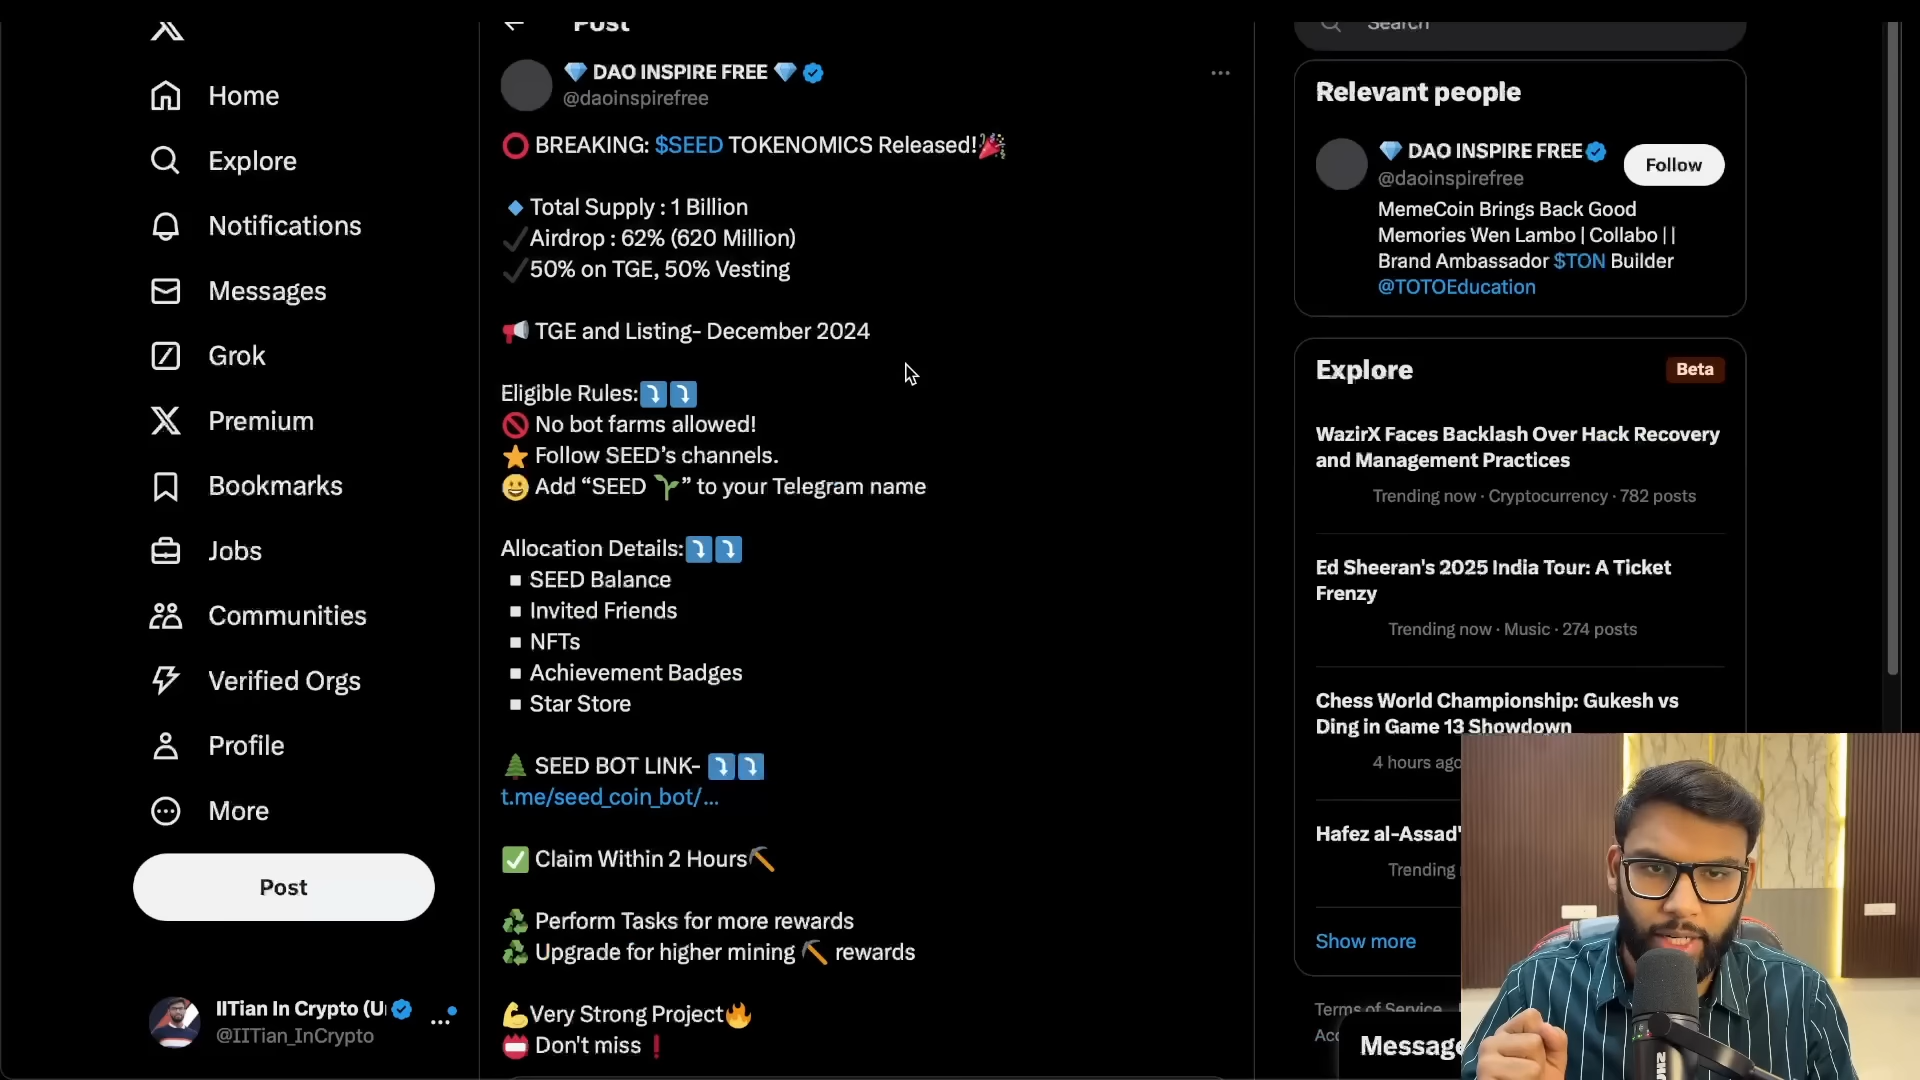 Home
Explore
Notifications
Messages
Grok
Premium
Bookmarks
Jobs
Communities
Verified Orgs
Profile
More
Post
IITian In Crypto (U
@IITian_InCrypto
Post
💎 DAO INSPIRE FREE 💎
@daoinspirefree
⭕ BREAKING: $SEED TOKENOMICS Released!🎉
🔹Total Supply : 1 Billion
✔️Airdrop : 62% (620 Million)
✔️50% on TGE, 50% Vesting
📢 TGE and Listing- December 2024
Eligible Rules:⤵️⤵️
🚫 No bot farms allowed!
⭐ Follow SEED’s channels.
😀 Add “SEED 🌱” to your Telegram name
Allocation Details:⤵️⤵️
▫️SEED Balance
▫️Invited Friends
▫️NFTs
▫️Achievement Badges
▫️Star Store
🌲 SEED BOT LINK- ⤵️⤵️
t.me/seed_coin_bot/...
✅ Claim Within 2 Hours⛏️
♻️ Perform Tasks for more rewards
♻️ Upgrade for higher mining ⛏️ rewards
💪Very Strong Project🔥
📛 Don't miss❗
Search
Relevant people
💎 DAO INSPIRE FREE
@daoinspirefree
Follow
MemeCoin Brings Back Good
Memories Wen Lambo | Collabo | |
Brand Ambassador $TON Builder
@TOTOEducation
Explore
Beta
WazirX Faces Backlash Over Hack Recovery
and Management Practices
Trending now · Cryptocurrency · 782 posts
Ed Sheeran's 2025 India Tour: A Ticket
Frenzy
Trending now · Music · 274 posts
Chess World Championship: Gukesh vs
Ding in Game 13 Showdown
4 hours ago
Hafez al-Assad'
Trending
Show more
Terms of Service